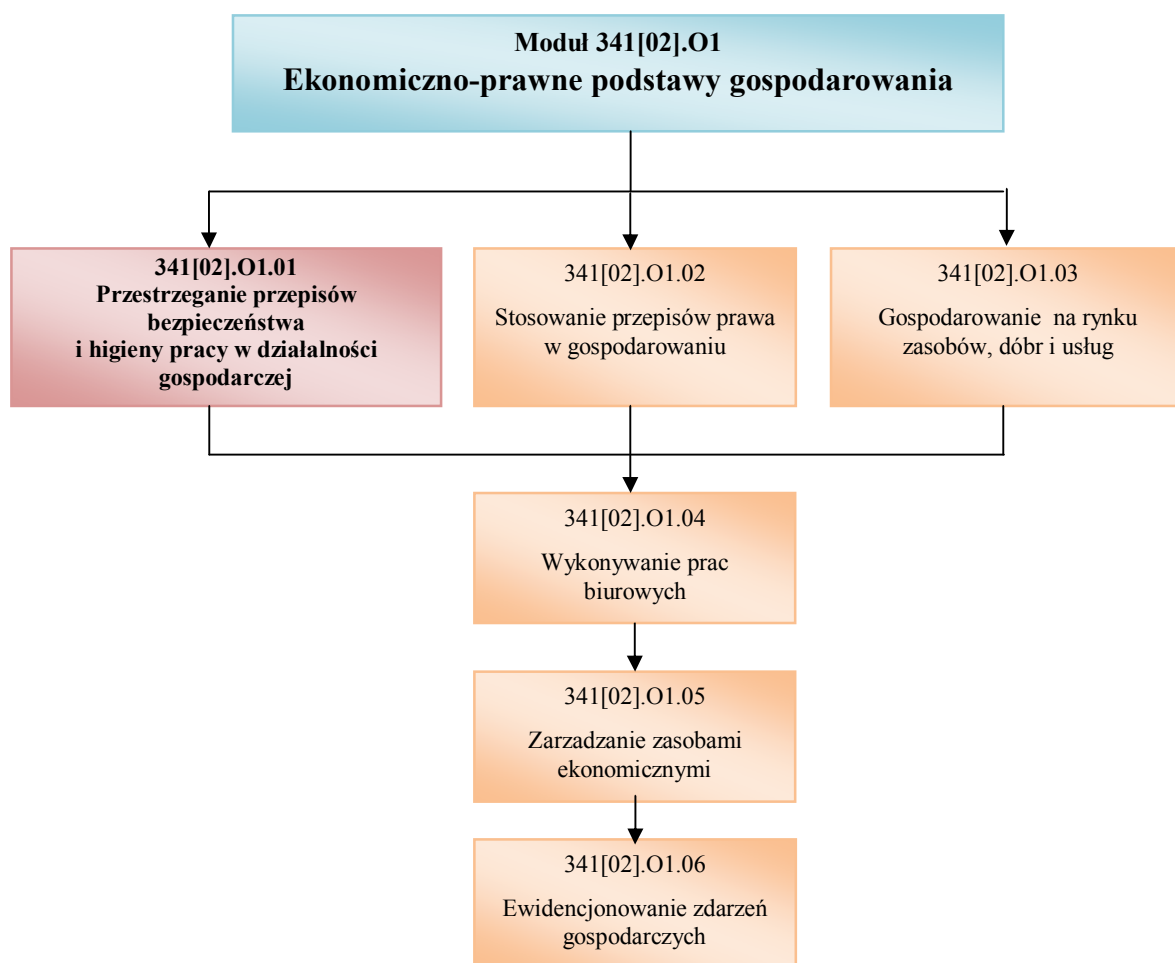 Moduł 341[02].O1
Ekonomiczno-prawne podstawy gospodarowania
341[02].O1.01
Przestrzeganie przepisów
bezpieczeństwa
i higieny pracy w działalności
gospodarczej
341[02].O1.02
Stosowanie przepisów prawa
w gospodarowaniu
341[02].O1.03
Gospodarowanie na rynku
zasobów, dóbr i usług
341[02].O1.04
Wykonywanie prac
biurowych
341[02].O1.05
Zarzadzanie zasobami
ekonomicznymi
341[02].O1.06
Ewidencjonowanie zdarzeń
gospodarczych